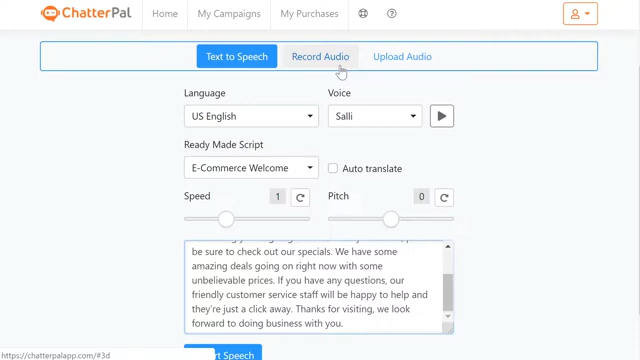 ChatterPal
Home
My Campaigns
My Purchases
Text to Speech
Record Audio
Upload Audio
Language
Voice
US English
Salli
Ready Made Script
E-Commerce Welcome
Auto translate
Speed
1
Pitch
0
be sure to check out our specials. We have some
amazing deals going on right now with some
unbelievable prices. If you have any questions, our
friendly customer service staff will be happy to help and
they're just a click away. Thanks for visiting, we look
forward to doing business with you.
Speech
https://chatterpalapp.com/#3d